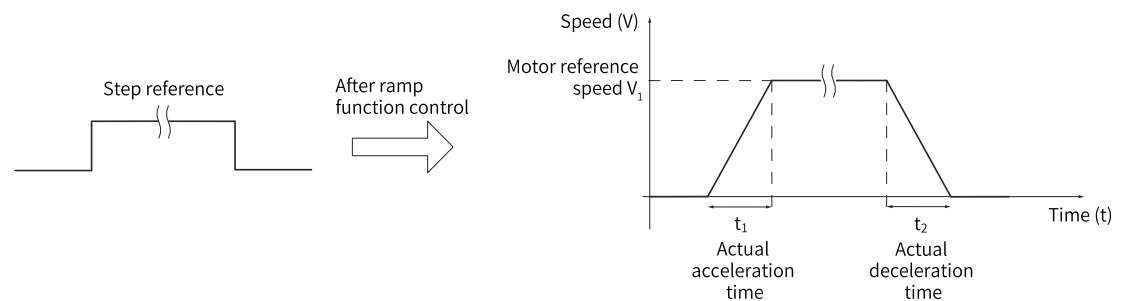 Step reference
After ramp
function control
Speed (V)
Motor reference
speed V1
Time (t)
t1
Actual
acceleration
time
t2
Actual
deceleration
time